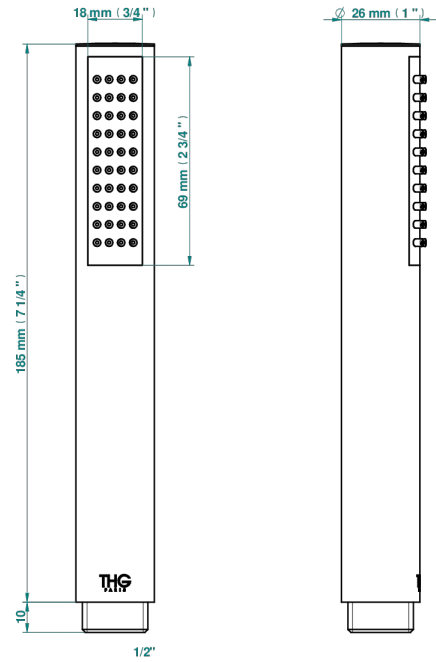 18 mm ( 3/4 " )
Ø 26 mm ( 1 " )
69 mm ( 2 3/4 " )
185 mm ( 7 1/4 " )
THG
PARIS
10
1/2"